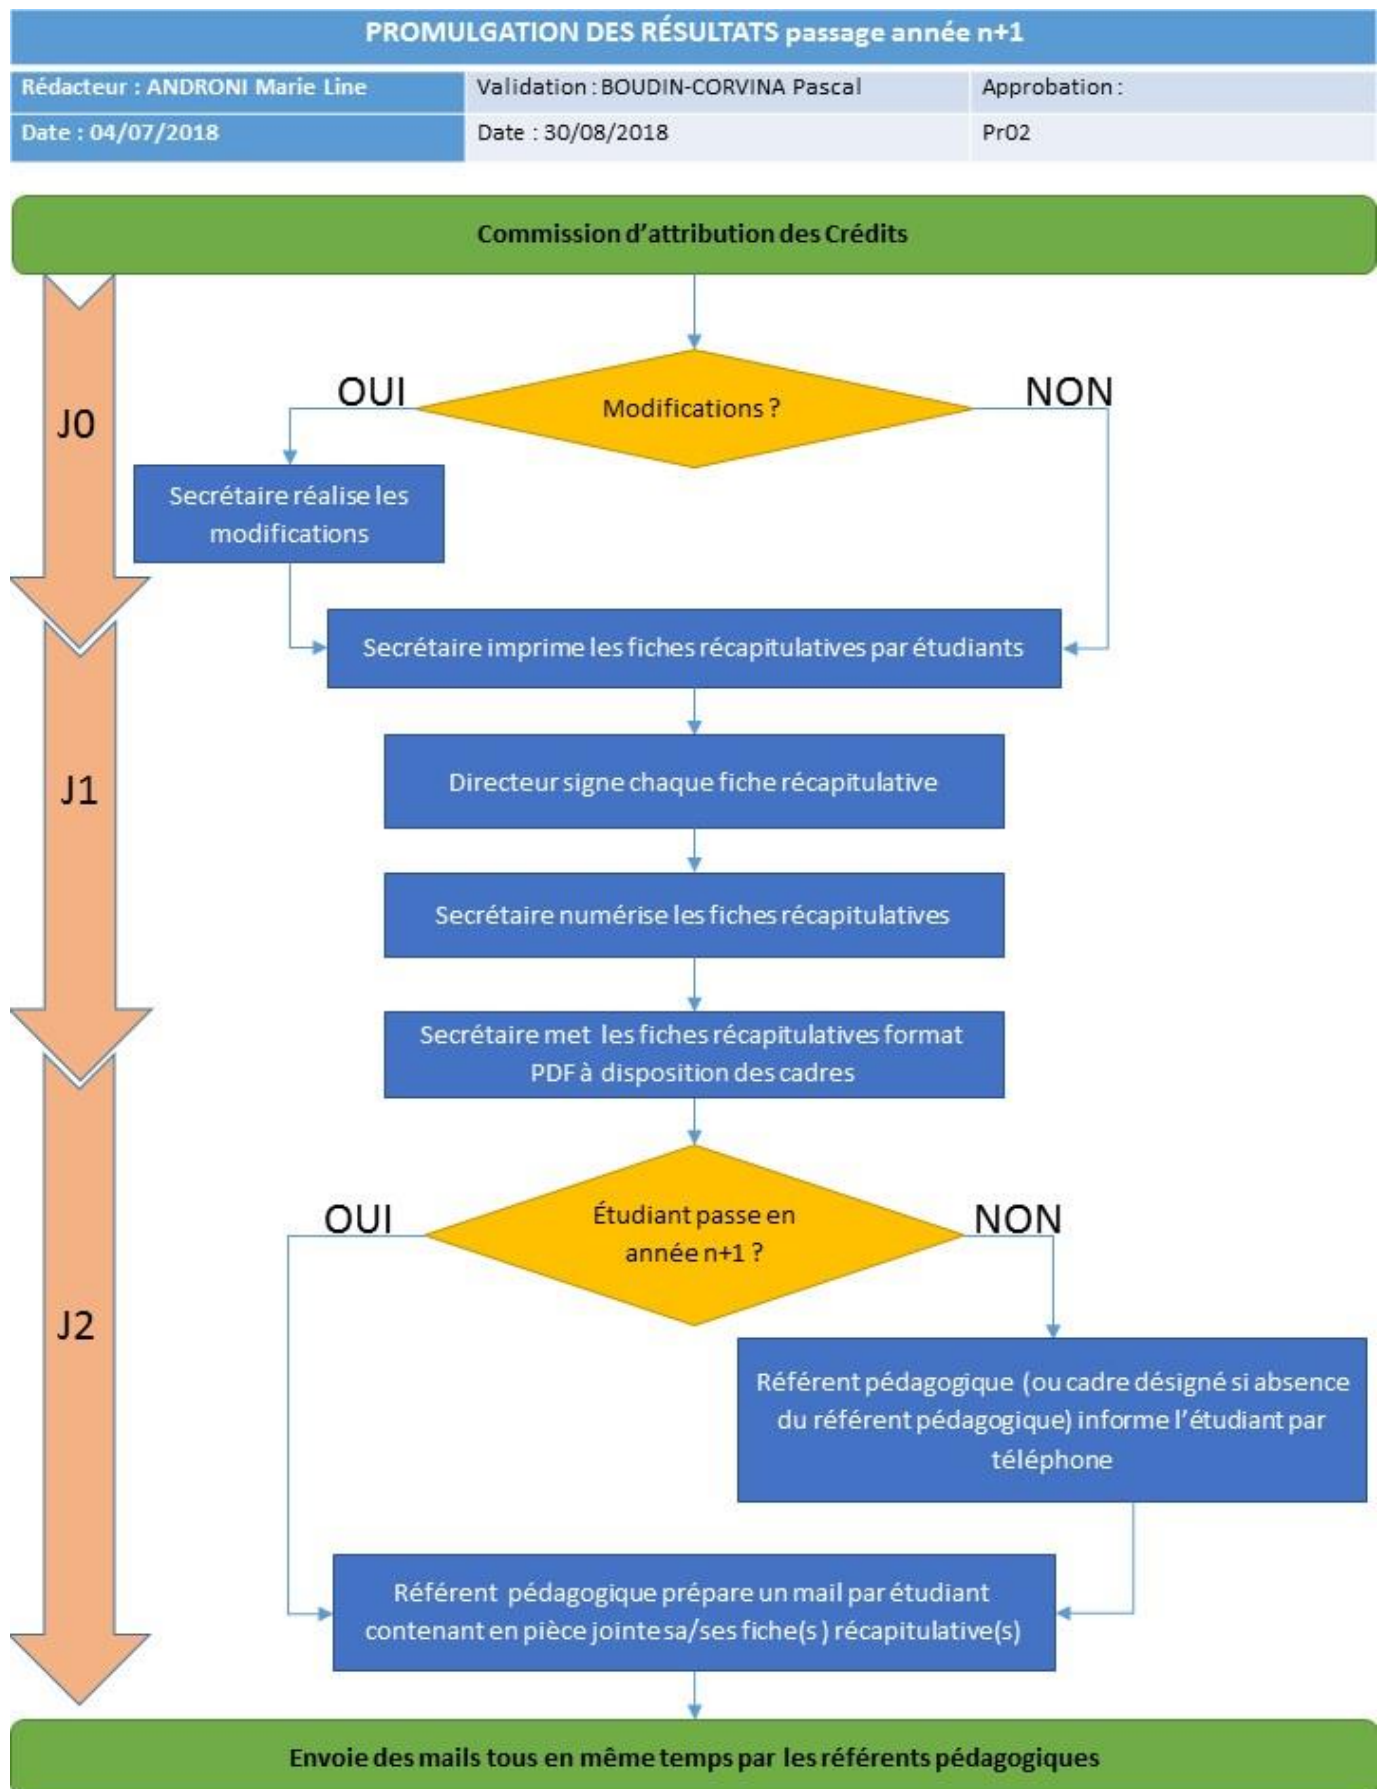 PROMULGATION DES RÉSULTATS passage année n+1
Rédacteur : ANDRONI Marie Line
Validation : BOUDIN-CORVINA Pascal
Approbation :
Date : 04/07/2018
Date : 30/08/2018
Pr02
Commission d'attribution des Crédits
J0
OUI
Modifications ?
NON
Secrétaire réalise les
modifications
Secrétaire imprime les fiches récapitulatives par étudiants
J1
Directeur signe chaque fiche récapitulative
Secrétaire numérise les fiches récapitulatives
Secrétaire met les fiches récapitulatives format
PDF à disposition des cadres
J2
OUI
Étudiant passe en
année n+1 ?
NON
Référent pédagogique (ou cadre désigné si absence
du référent pédagogique) informe l'étudiant par
téléphone
Référent pédagogique prépare un mail par étudiant
contenant en pièce jointe sa/ses fiche(s ) récapitulative(s)
Envoie des mails tous en même temps par les référents pédagogiques